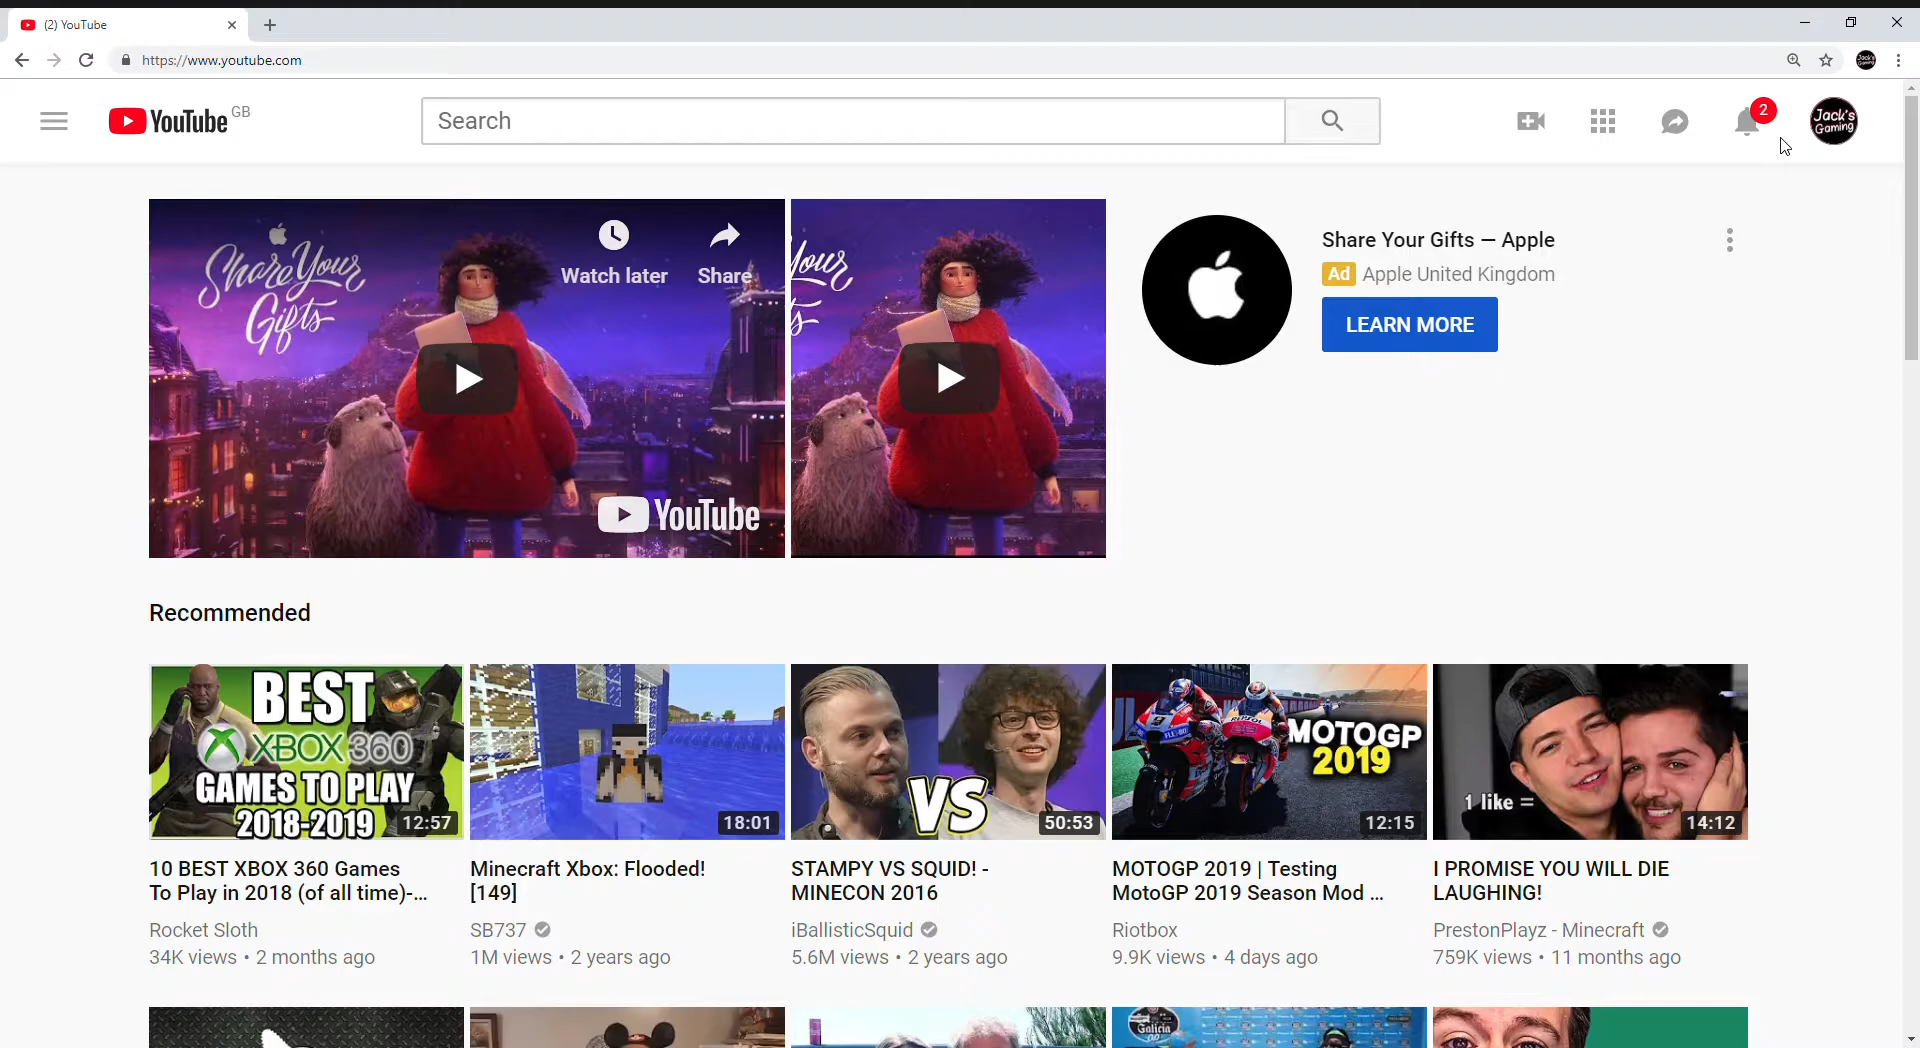 (2) YouTube
https://www.youtube.com
YouTube GB
Search
2
Jack's
Gaming
Share Your
Gifts
Watch later
Share
YouTube
Your
Share Your Gifts — Apple
Ad Apple United Kingdom
LEARN MORE
Recommended
BEST
XBOX 360
GAMES TO PLAY
2018-2019
12:57
18:01
VS
50:53
MOTOGP
2019
12:15
1 like =
14:12
10 BEST XBOX 360 Games
To Play in 2018 (of all time)-...
Rocket Sloth
34K views • 2 months ago
Minecraft Xbox: Flooded!
[149]
SB737
1M views • 2 years ago
STAMPY VS SQUID! -
MINECON 2016
iBallisticSquid
5.6M views • 2 years ago
MOTOGP 2019 | Testing
MotoGP 2019 Season Mod ...
Riotbox
9.9K views • 4 days ago
I PROMISE YOU WILL DIE
LAUGHING!
PrestonPlayz - Minecraft
759K views • 11 months ago
Galicia